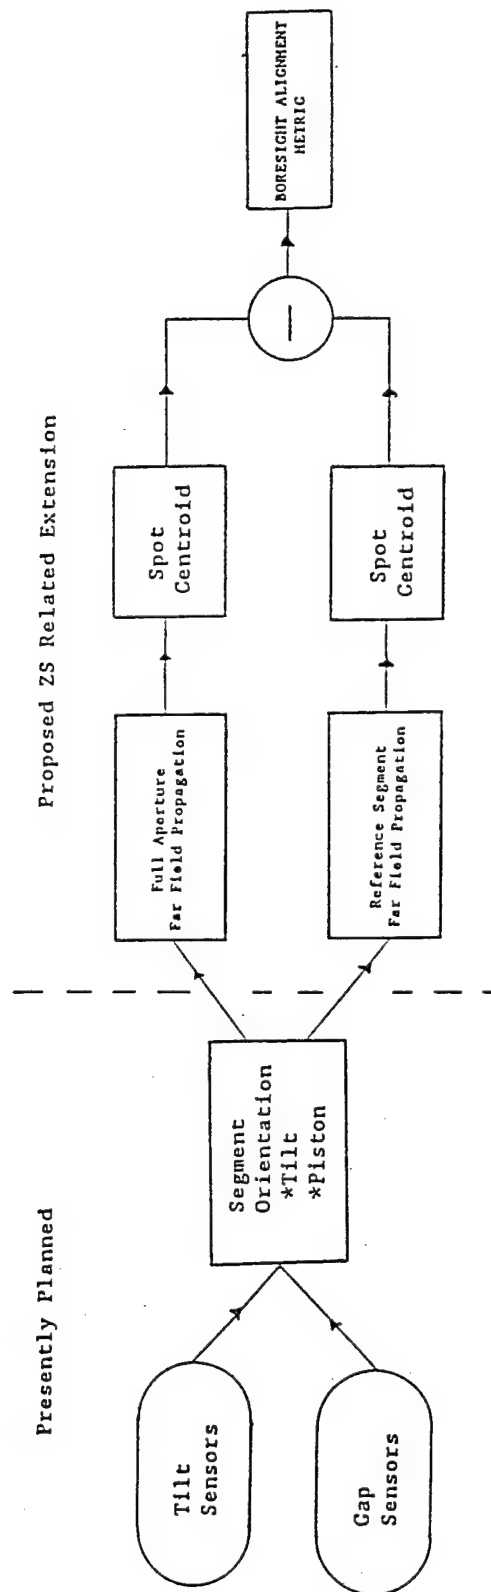 Presently Planned
Proposed ZS Related Extension
Tilt
Sensors
Gap
Sensors
Segment
Orientation
*Tilt
*Piston
Full Aperture
Far Field Propagation
Reference Segment
Far Field Propagation
Spot
Centroid
Spot
Centroid
—
BORESIGHT ALIGNMENT
METRIC